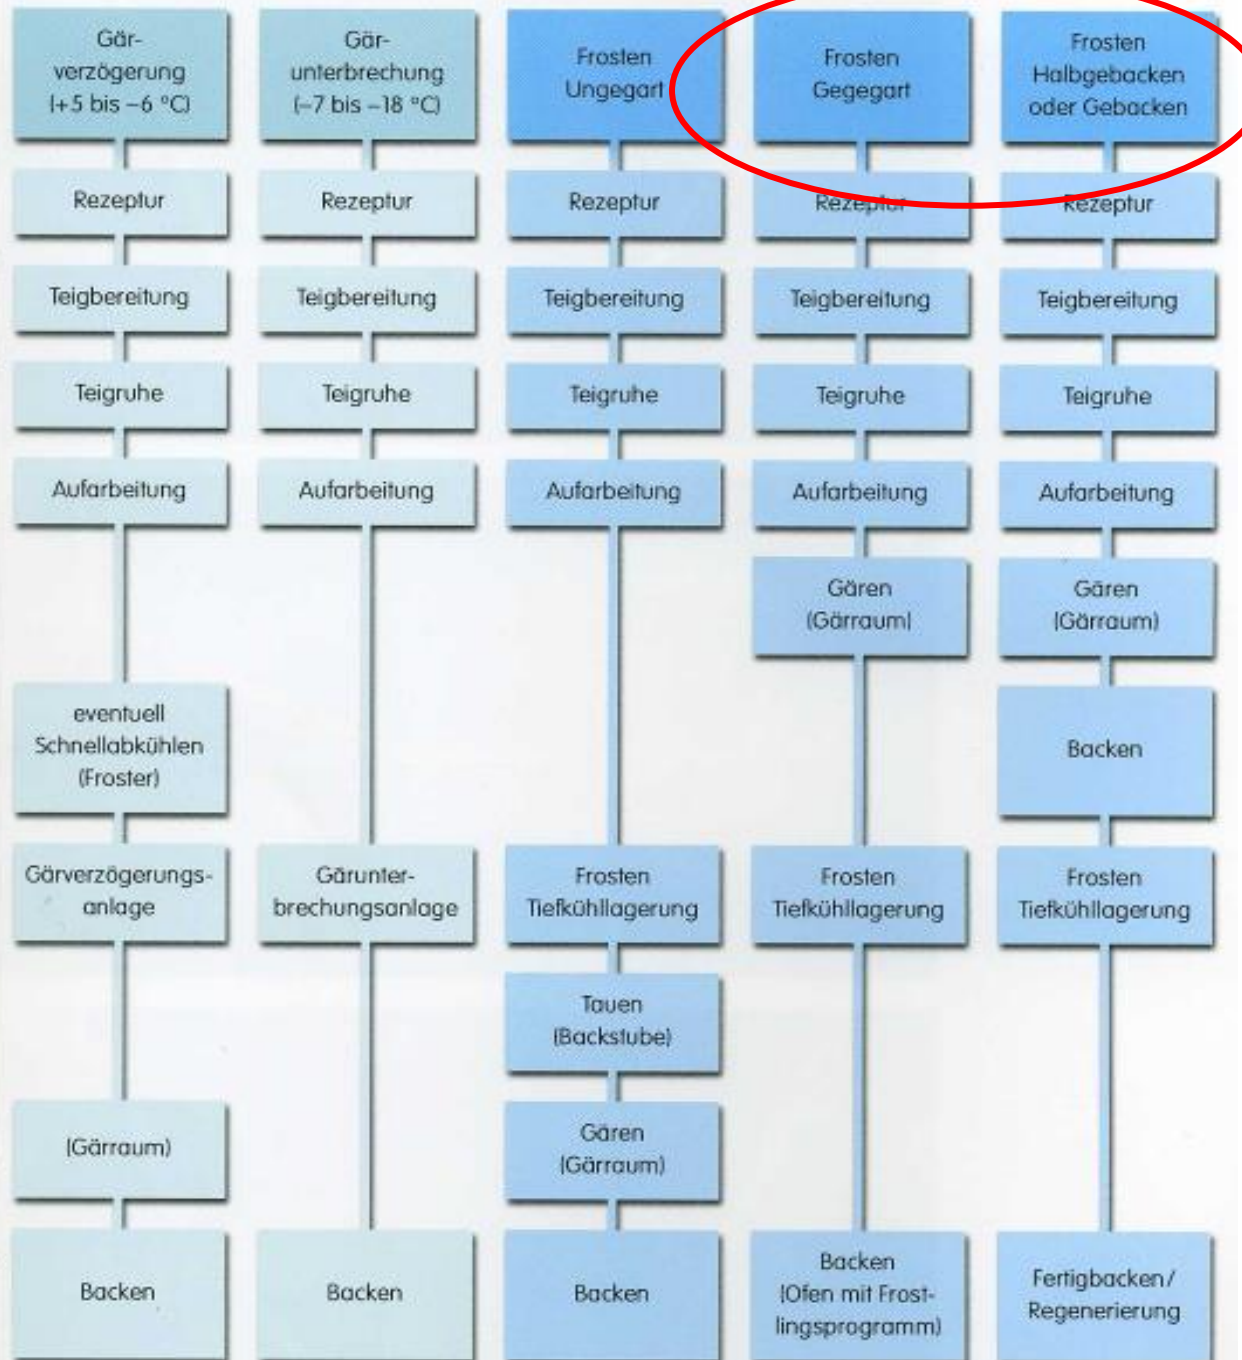 Gär-
verzögerung
(+5 bis –6 °C)
Rezeptur
Teigbereitung
Teigruhe
Aufarbeitung
eventuell
Schnellabkühlen
(Froster)
Gärverzögerungs-
anlage
(Gärraum)
Backen
Gär-
unterbrechung
(–7 bis –18 °C)
Rezeptur
Teigbereitung
Teigruhe
Aufarbeitung
Gärunter-
brechungsanlage
Backen
Frosten
Ungegart
Rezeptur
Teigbereitung
Teigruhe
Aufarbeitung
Frosten
Tiefkühllagerung
Tauen
(Backstube)
Gären
(Gärraum)
Backen
Frosten
Gegegart
Rezeptur
Teigbereitung
Teigruhe
Aufarbeitung
Gären
(Gärraum)
Frosten
Tiefkühllagerung
Backen
(Ofen mit Frost-
lingsprogramm)
Frosten
Halbgebacken
oder Gebacken
Rezeptur
Teigbereitung
Teigruhe
Aufarbeitung
Gären
(Gärraum)
Backen
Frosten
Tiefkühllagerung
Fertigbacken/
Regenerierung